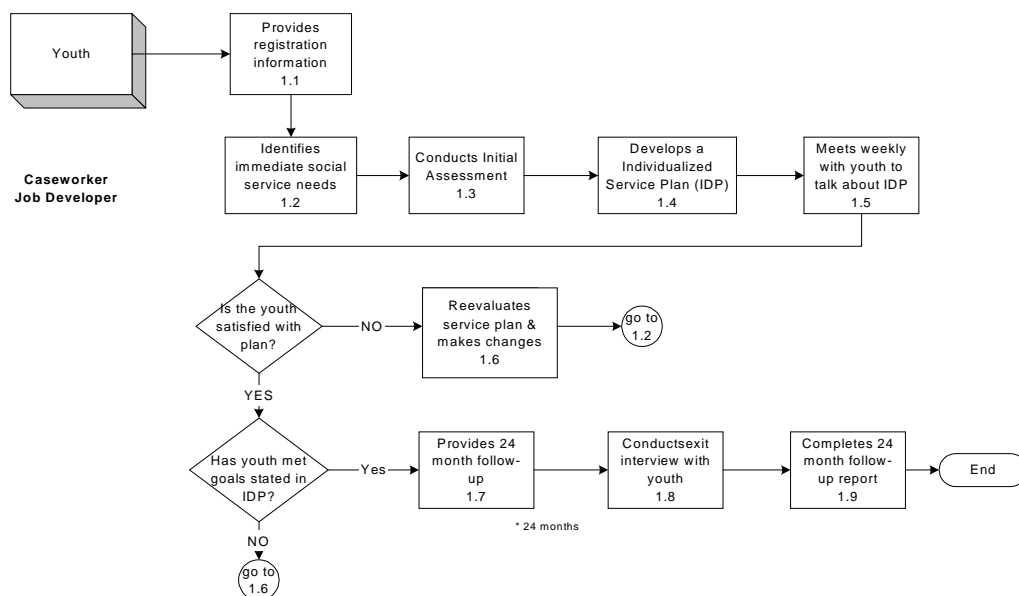 Youth
Provides
registration
information
1.1
Caseworker
Job Developer
Identifies
immediate social
service needs
1.2
Conducts Initial
Assessment
1.3
Develops a
Individualized
Service Plan (IDP)
1.4
Meets weekly
with youth to
talk about IDP
1.5
Is the youth
satisfied with
plan?
NO
Reevaluates
service plan &
makes changes
1.6
go to
1.2
YES
Has youth met
goals stated in
IDP?
Yes
Provides 24
month follow-
up
1.7
Conductsexit
interview with
youth
1.8
Completes 24
month follow-
up report
1.9
End
* 24 months
NO
go to
1.6